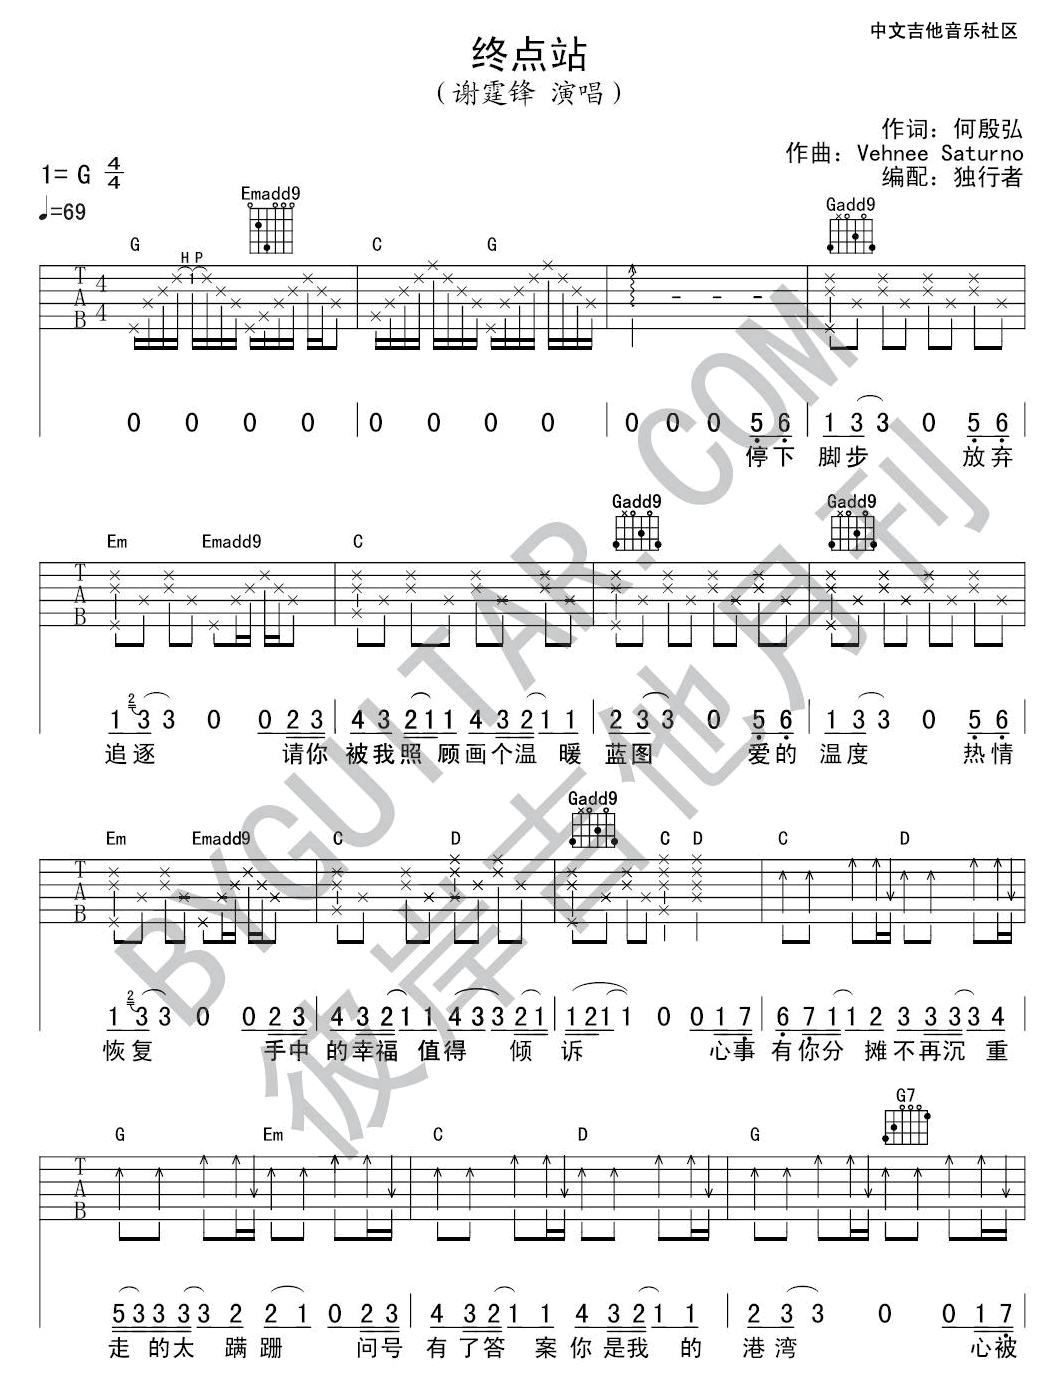 中文吉他音乐社区
终点站
（谢霆锋 演唱）
作词：何殷弘
作曲：Vehnee Saturno
编配：独行者
1= G 4/4
♩=69
Emadd9 Gadd9
G H P C G
1
T A B 4 4
0 0 0 0 0 0 0 0 0 0 0 5 6 1 3 3 0 5 6
停下 脚步 放弃
Gadd9 Gadd9
Em Emadd9 C
T A B
1 2 3 3 0 0 2 3 4 3 2 1 1 4 3 2 1 1 2 3 3 0 5 6 1 3 3 0 5 6
追逐 请你 被我照 顾画个温 暖 蓝图 爱的 温度 热情
Gadd9
Em Emadd9 C D C D C D
T A B
1 2 3 3 0 0 2 3 4 3 2 1 1 4 3 3 2 1 1 2 1 1 0 0 1 7 6 7 1 1 2 3 3 3 3 4
恢复 手中 的幸福 值得 倾 诉 心事 有你分 摊不再沉 重
G7
G Em C D G
T A B
5 3 3 3 3 2 2 1 0 2 3 4 3 2 1 1 4 3 2 1 1 2 3 3 0 0 1 7
走 的太 蹒 跚 问号 有了答 案 你是我 的 港湾 心被
BYGUITAR.COM
彼岸吉他月刊